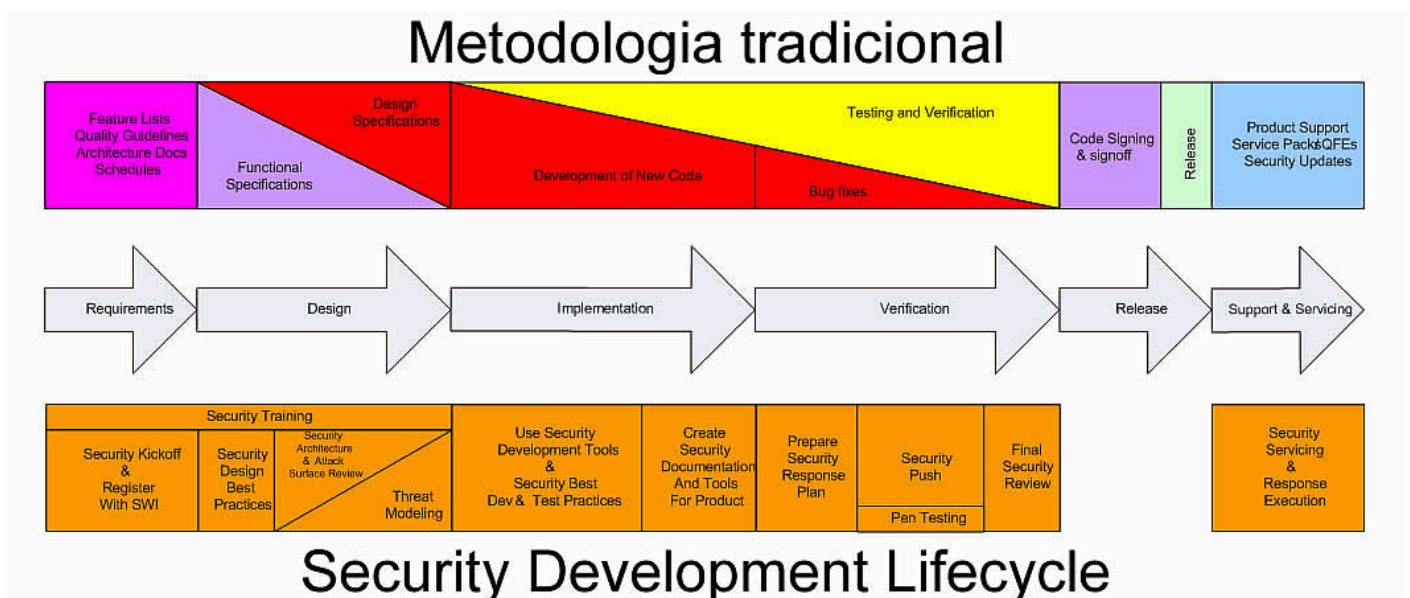 Metodologia tradicional
Feature Lists
Quality Guidelines
Architecture Docs
Schedules
Functional
Specifications
Design
Specifications
Development of New Code
Bug fixes
Testing and Verification
Code Signing
& signoff
Release
Product Support
Service Packs/QFEs
Security Updates
Requirements
Design
Implementation
Verification
Release
Support & Servicing
Security Training
Security Kickoff
&
Register
With SWI
Security
Design
Best
Practices
Security
Architecture
& Attack
Surface Review
Threat
Modeling
Use Security
Development Tools
&
Security Best
Dev & Test Practices
Create
Security
Documentation
And Tools
For Product
Prepare
Security
Response
Plan
Security
Push
Pen Testing
Final
Security
Review
Security
Servicing
&
Response
Execution
Security Development Lifecycle